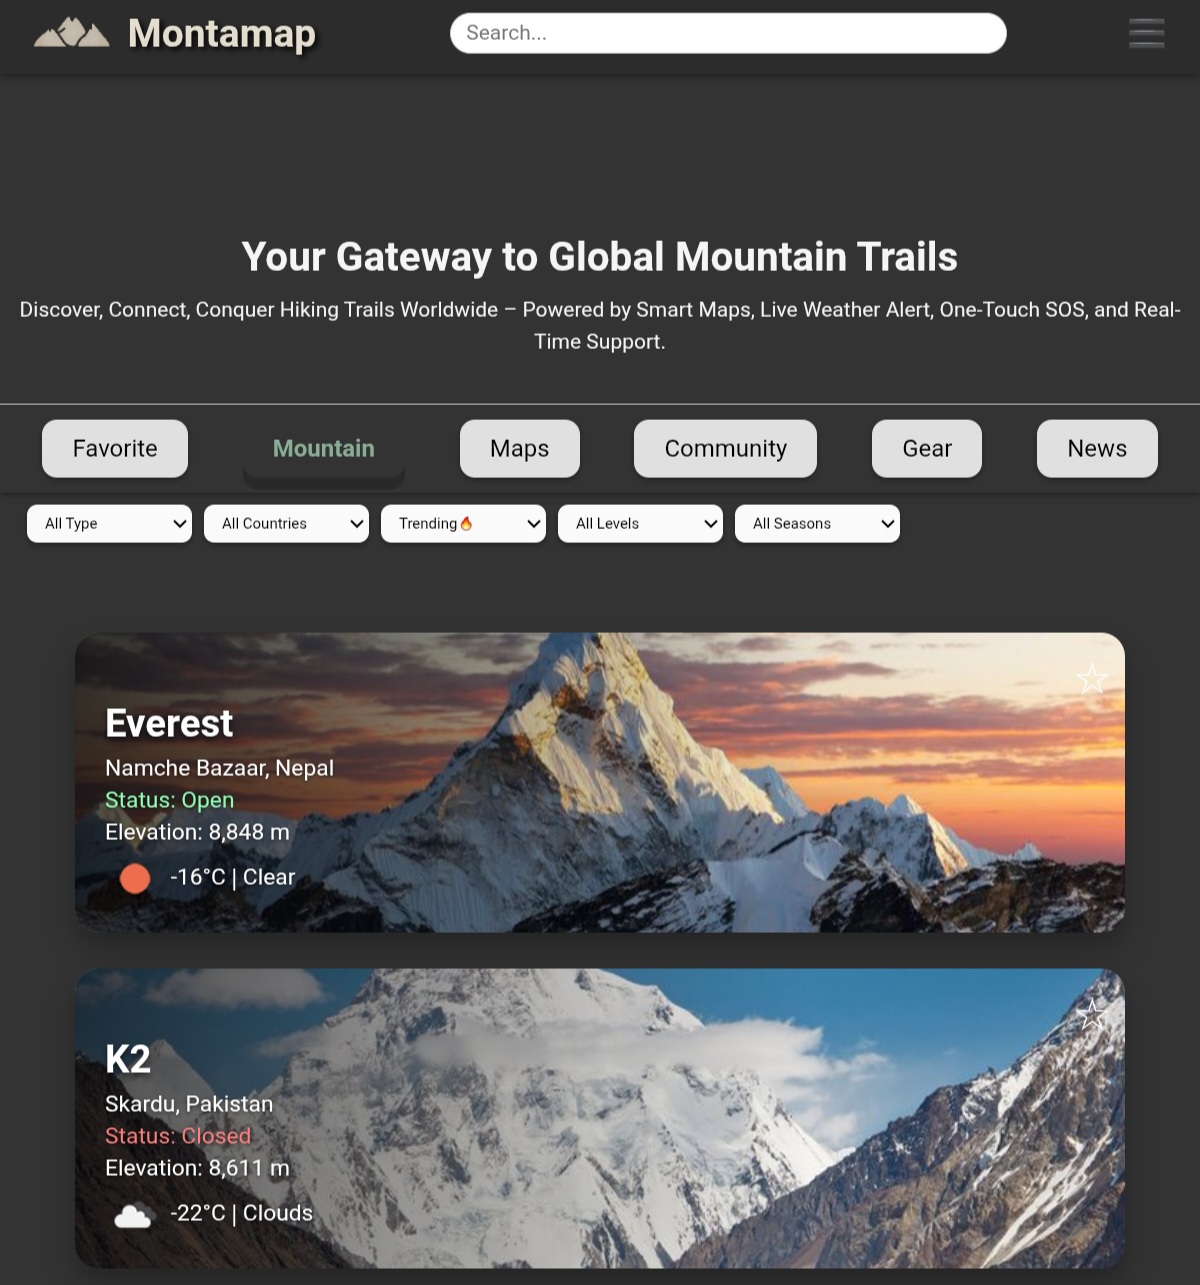 Montamap
Search...
Your Gateway to Global Mountain Trails
Discover, Connect, Conquer Hiking Trails Worldwide – Powered by Smart Maps, Live Weather Alert, One-Touch SOS, and Real-
Time Support.
Favorite
Mountain
Maps
Community
Gear
News
All Type
All Countries
Trending🔥
All Levels
All Seasons
Everest
Namche Bazaar, Nepal
Status: Open
Elevation: 8,848 m
-16°C | Clear
K2
Skardu, Pakistan
Status: Closed
Elevation: 8,611 m
-22°C | Clouds